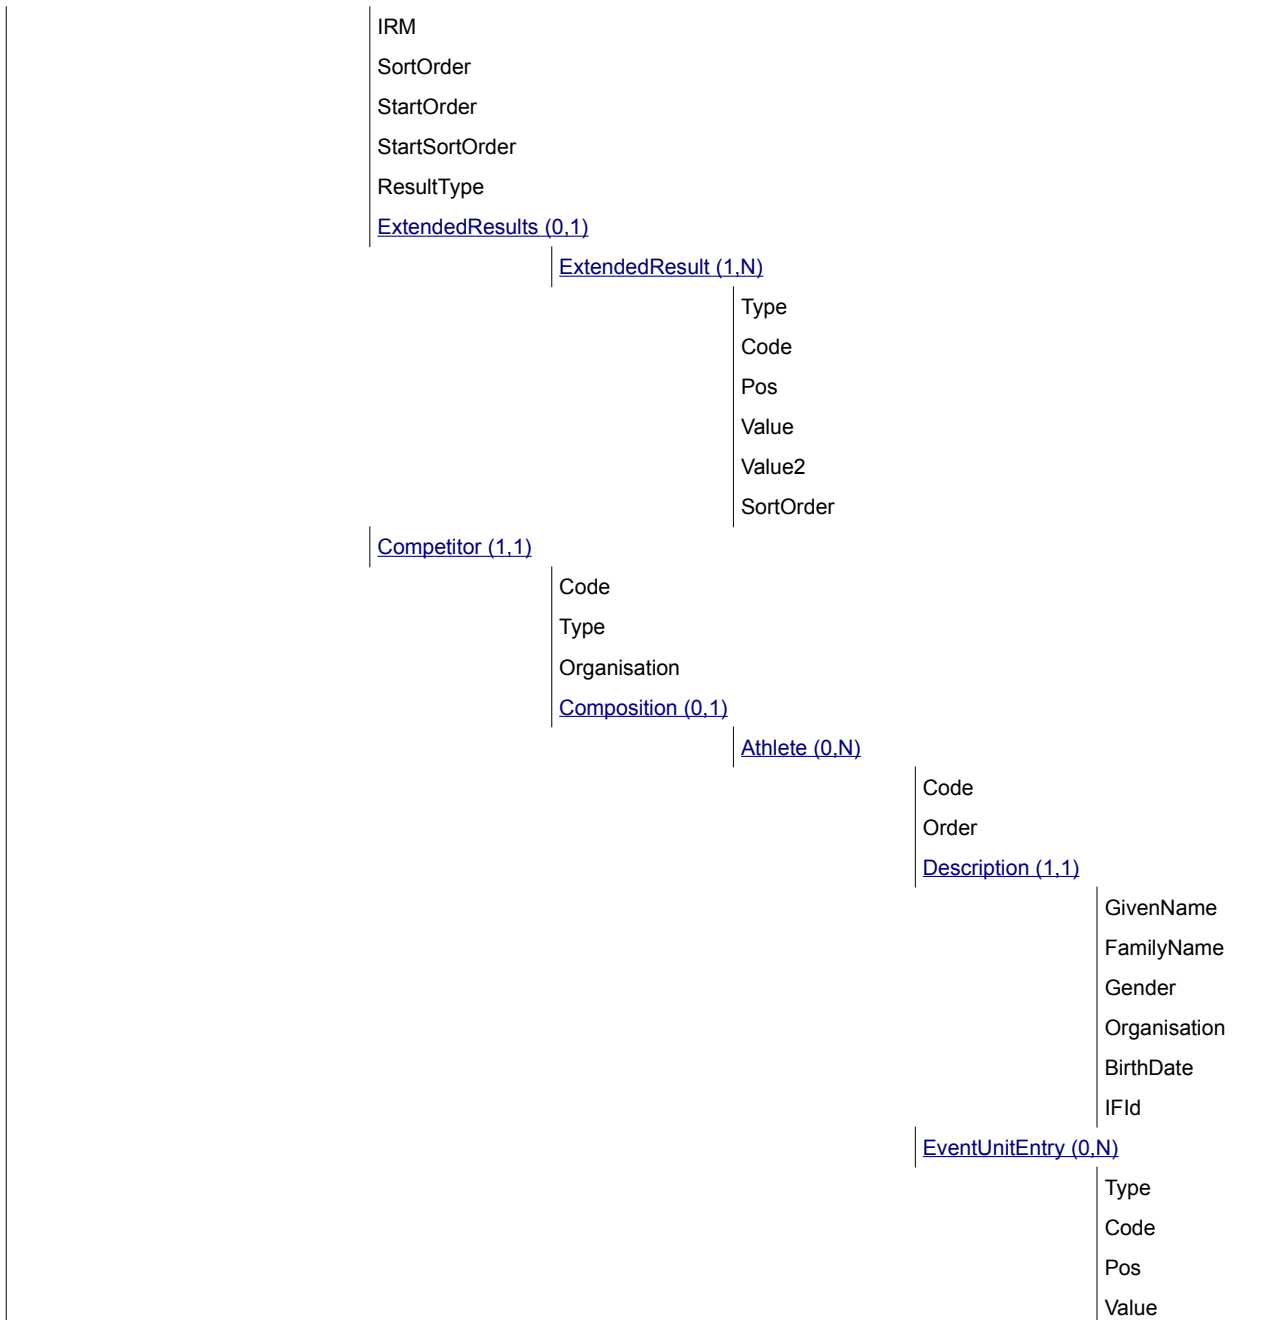 IRM
SortOrder
StartOrder
StartSortOrder
ResultType
ExtendedResults (0,1)
ExtendedResult (1,N)
Type
Code
Pos
Value
Value2
SortOrder
Competitor (1,1)
Code
Type
Organisation
Composition (0,1)
Athlete (0,N)
Code
Order
Description (1,1)
GivenName
FamilyName
Gender
Organisation
BirthDate
IFId
EventUnitEntry (0,N)
Type
Code
Pos
Value